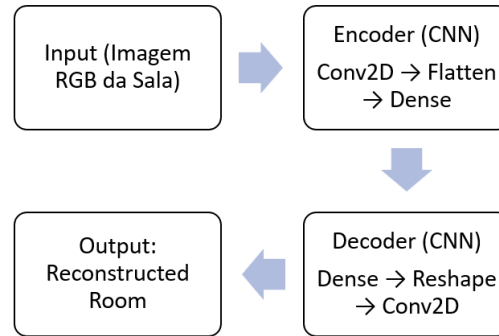 Input (Imagem
RGB da Sala)
Encoder (CNN)
Conv2D → Flatten
→ Dense
Decoder (CNN)
Dense → Reshape
→ Conv2D
Output:
Reconstructed
Room